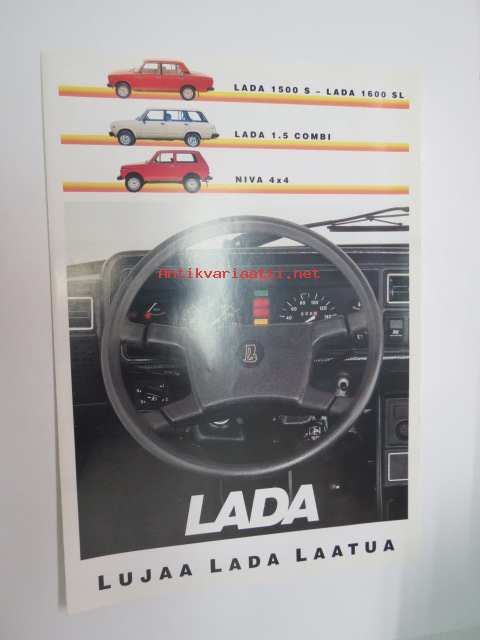 LADA 1500 S – LADA 1600 SL
LADA 1.5 COMBI
NIVA 4x4
Antikvariaatti.net
LADA
LUJAA LADA LAATUA